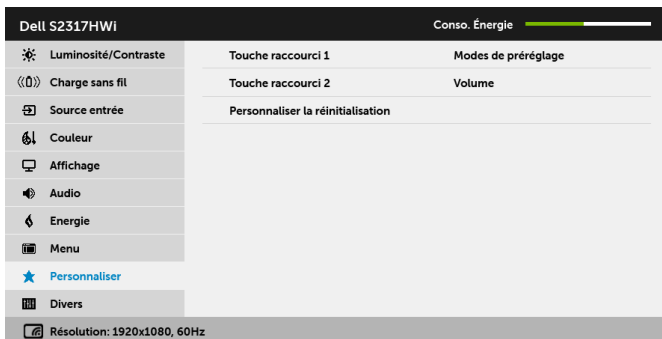 Dell S2317HWi Conso. Énergie
Luminosité/Contraste Touche raccourci 1 Modes de préréglage
Charge sans fil Touche raccourci 2 Volume
Source entrée Personnaliser la réinitialisation
Couleur
Affichage
Audio
Energie
Menu
Personnaliser
Divers
Résolution: 1920x1080, 60Hz